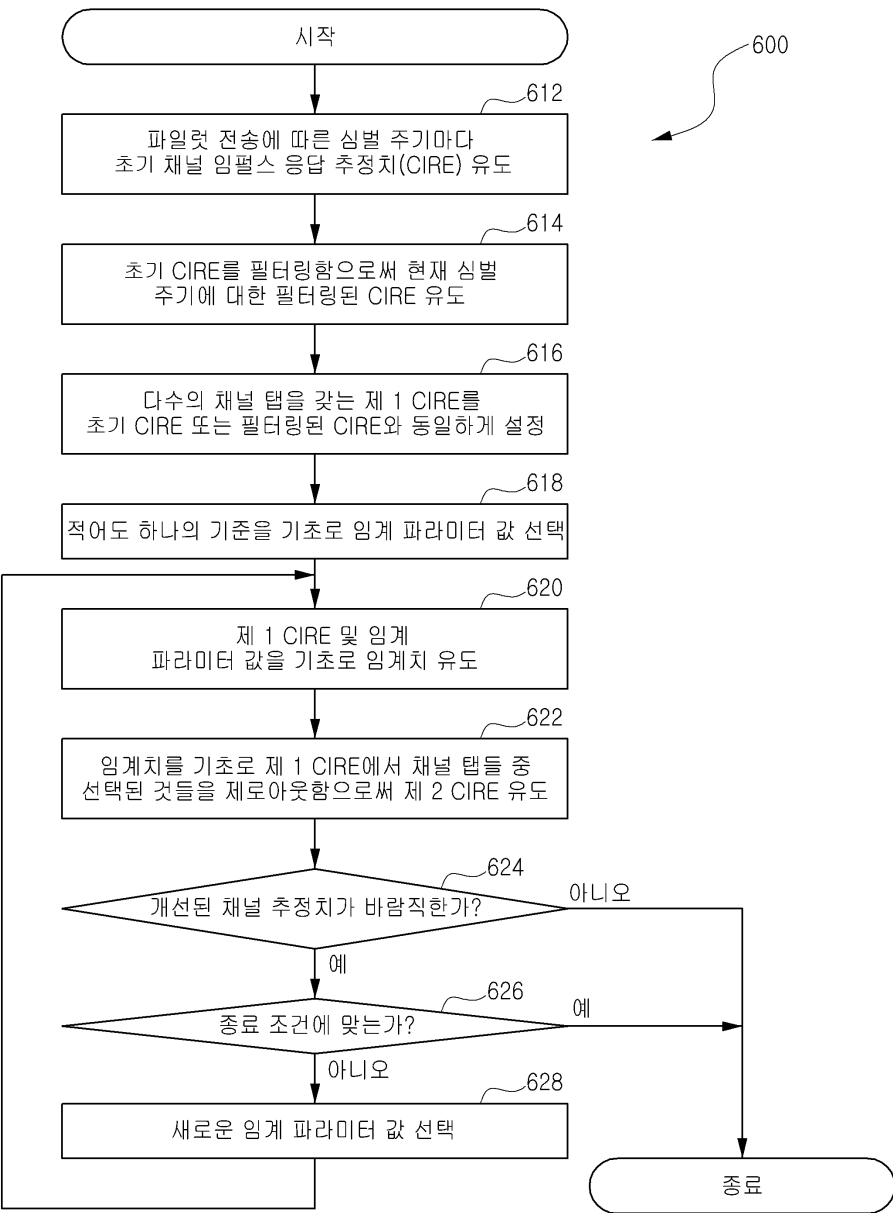 시작
600
612
파일럿 전송에 따른 심벌 주기마다
초기 채널 임펄스 응답 추정치(CIRE) 유도
614
초기 CIRE를 필터링함으로써 현재 심벌
주기에 대한 필터링된 CIRE 유도
616
다수의 채널 탭을 갖는 제 1 CIRE를
초기 CIRE 또는 필터링된 CIRE와 동일하게 설정
618
적어도 하나의 기준을 기초로 임계 파라미터 값 선택
620
제 1 CIRE 및 임계
파라미터 값을 기초로 임계치 유도
622
임계치를 기초로 제 1 CIRE에서 채널 탭들 중
선택된 것들을 제로아웃함으로써 제 2 CIRE 유도
624
개선된 채널 추정치가 바람직한가?
아니오
예
626
종료 조건에 맞는가?
예
아니오
628
새로운 임계 파라미터 값 선택
종료